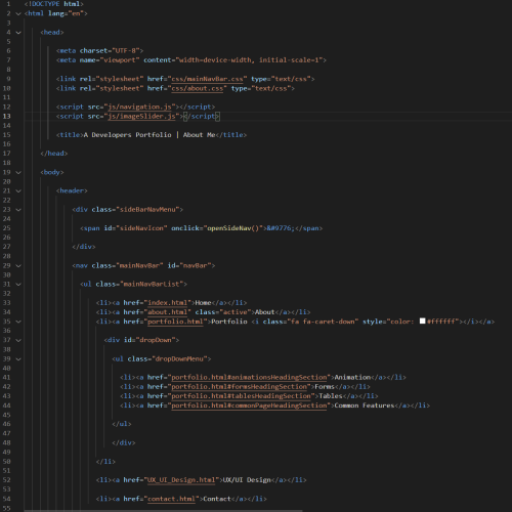 1 <!DOCTYPE html>
2 <html lang="en">
3
4 <head>
5
6 <meta charset="UTF-8">
7 <meta name="viewport" content="width=device-width, initial-scale=1">
8
9 <link rel="stylesheet" href="css/mainNavBar.css" type="text/css">
10 <link rel="stylesheet" href="css/about.css" type="text/css">
11
12 <script src="js/navigation.js"></script>
13 <script src="js/imageSlider.js"></script>
14
15 <title>A Developers Portfolio | About Me</title>
16
17 </head>
18
19 <body>
20
21 <header>
22
23 <div class="sideBarNavMenu">
24
25 <span id="sideNavIcon" onclick="openSideNav()">&#9776;</span>
26
27 </div>
28
29 <nav class="mainNavBar" id="navBar">
30
31 <ul class="mainNavBarList">
32
33 <li><a href="index.html">Home</a></li>
34 <li><a href="about.html" class="active">About</a></li>
35 <li><a href="portfolio.html">Portfolio <i class="fa fa-caret-down" style="color: #ffffff"></i></a>
36
37 <div id="dropDown">
38
39 <ul class="dropDownMenu">
40
41 <li><a href="portfolio.html#animationsHeadingSection">Animation</a></li>
42 <li><a href="portfolio.html#formsHeadingSection">Forms</a></li>
43 <li><a href="portfolio.html#tablesHeadingSection">Tables</a></li>
44 <li><a href="portfolio.html#commonPageHeadingSection">Common Features</a></li>
45
46 </ul>
47
48 </div>
49
50 </li>
51
52 <li><a href="UX_UI_Design.html">UX/UI Design</a></li>
53
54 <li><a href="contact.html">Contact</a></li>
55